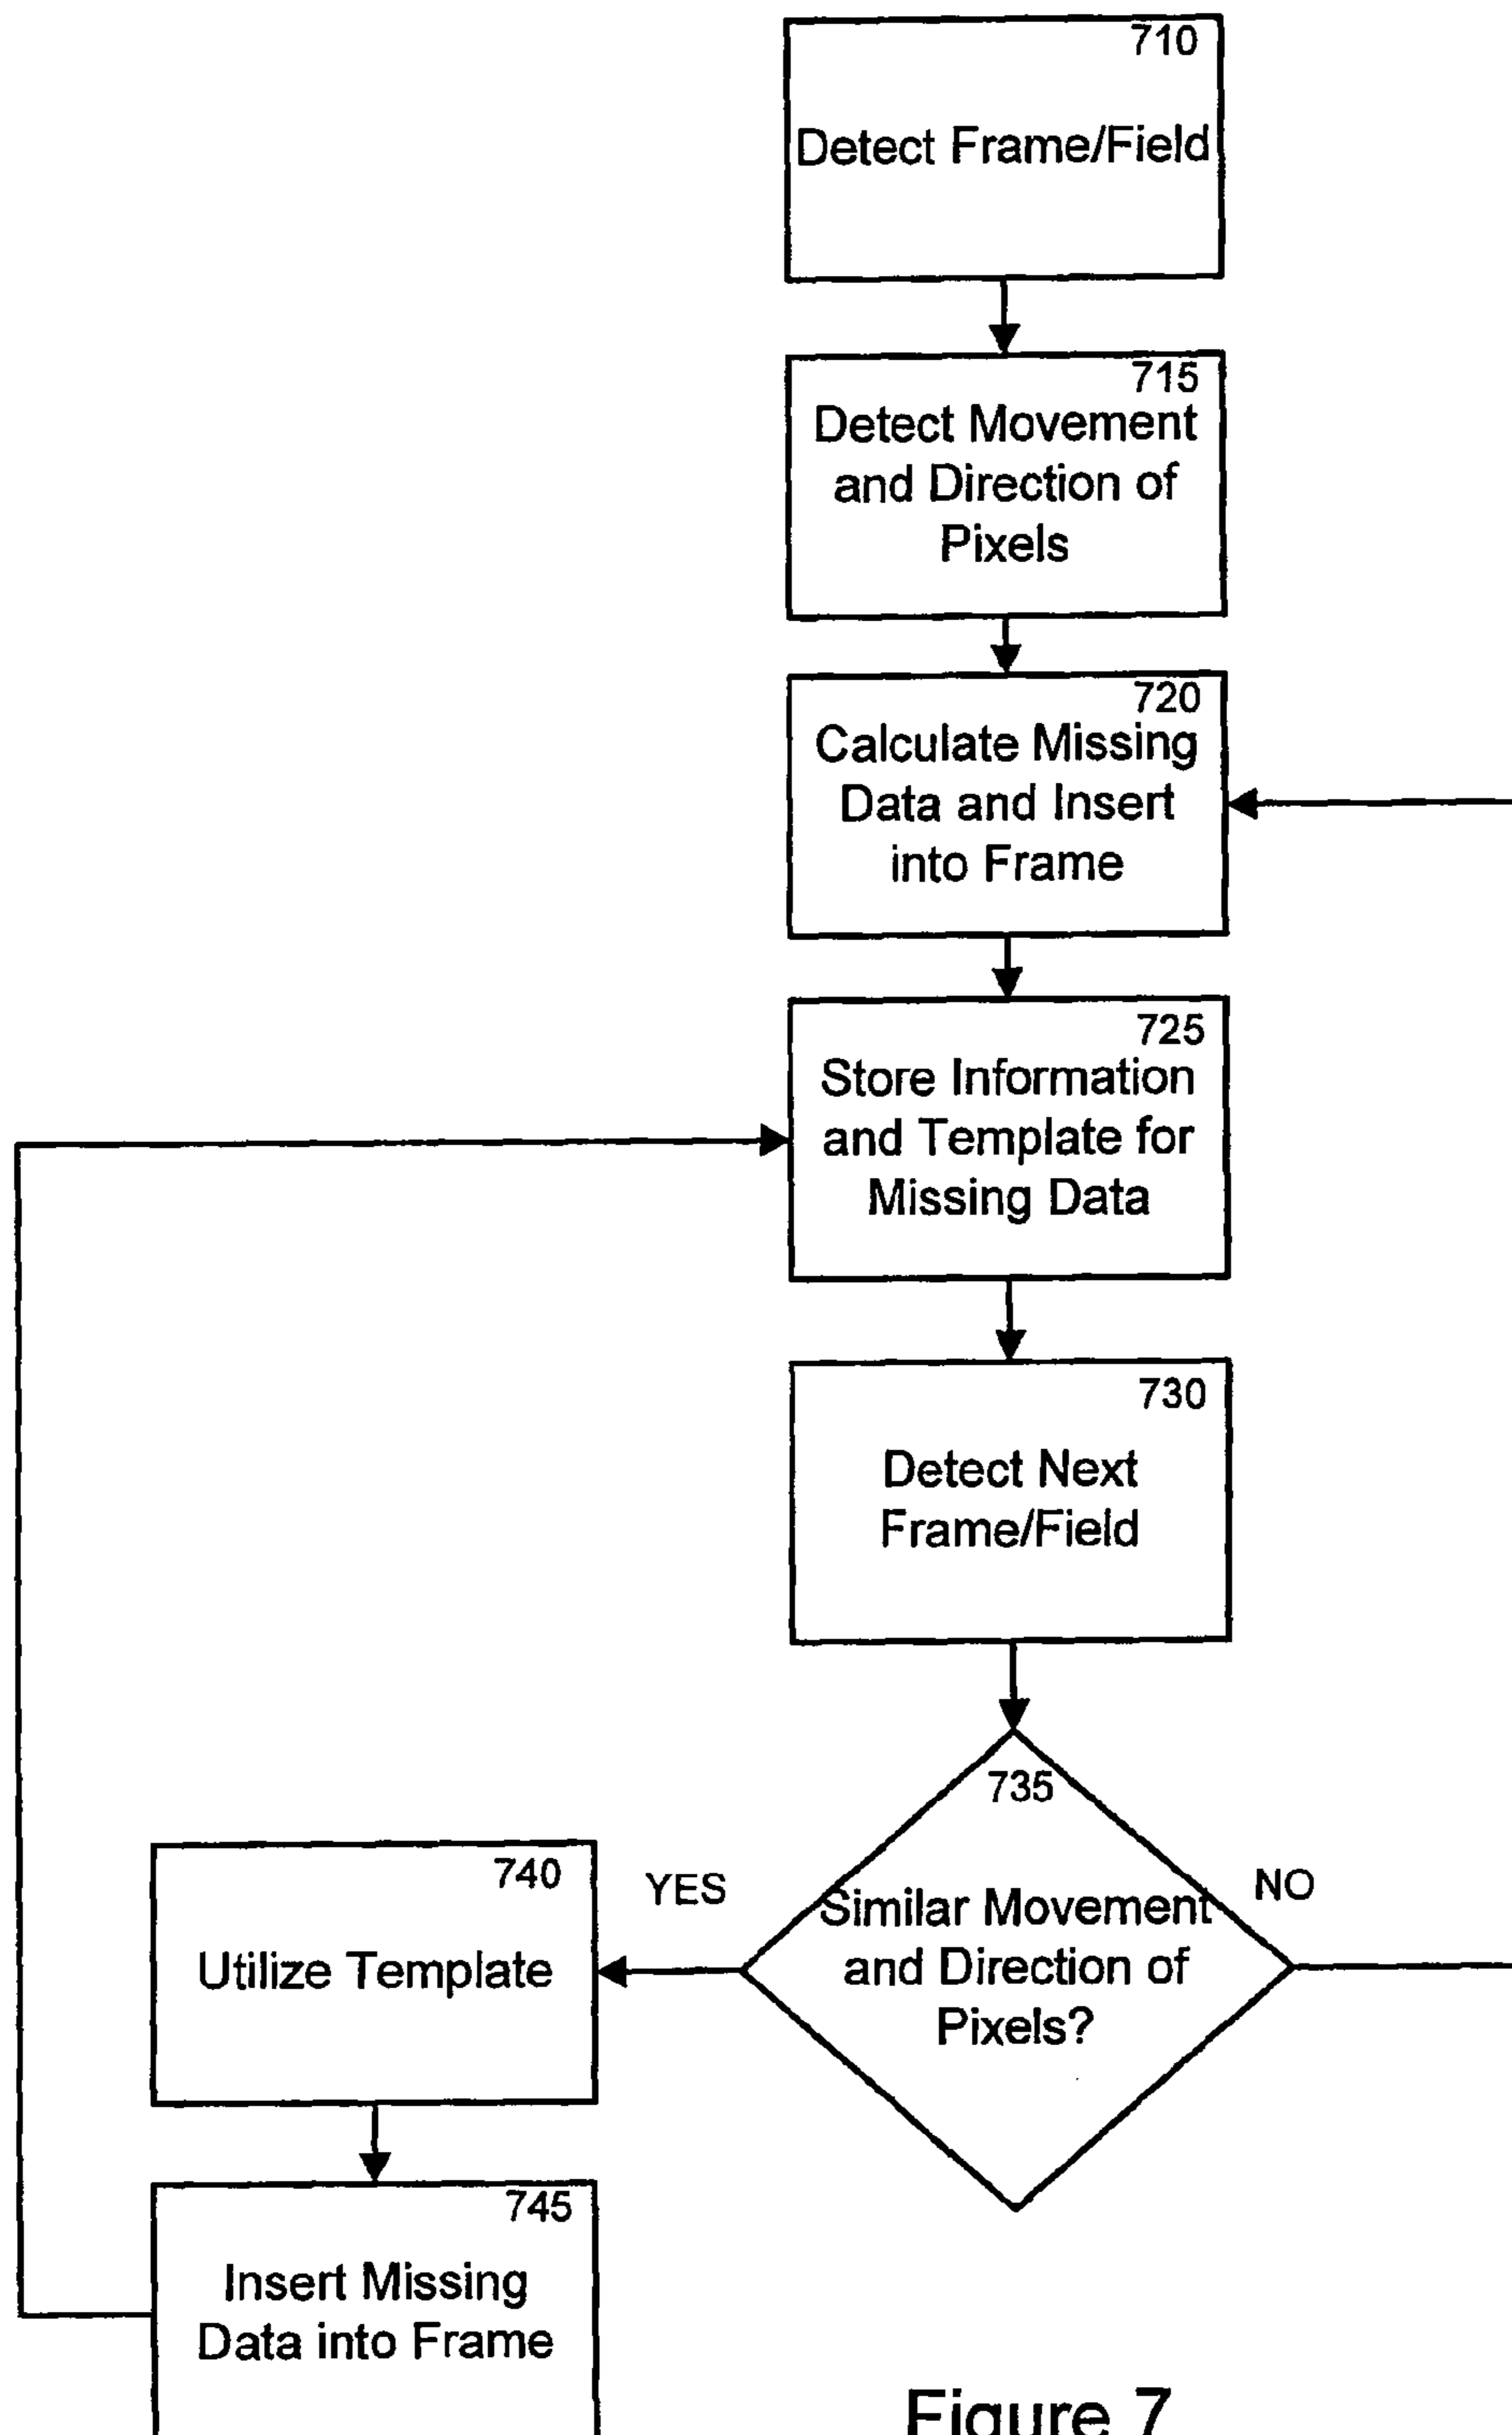 710
Detect Frame/Field
715
Detect Movement
and Direction of
Pixels
720
Calculate Missing
Data and Insert
into Frame
725
Store Information
and Template for
Missing Data
730
Detect Next
Frame/Field
735
Similar Movement
and Direction of
Pixels?
YES
NO
740
Utilize Template
745
Insert Missing
Data into Frame
Figure 7